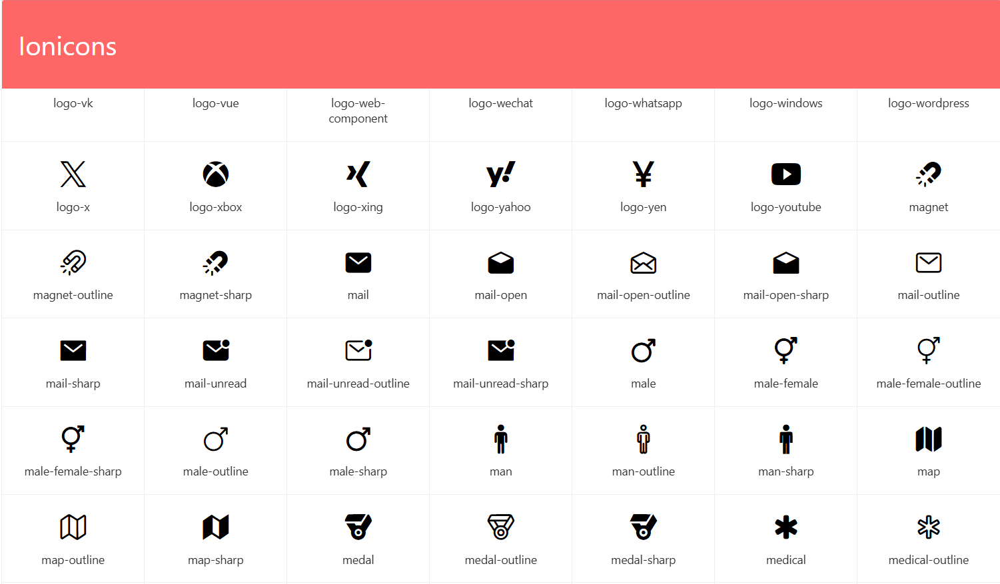 Ionicons
logo-vk
logo-vue
logo-web-
component
logo-wechat
logo-whatsapp
logo-windows
logo-wordpress
logo-x
logo-xbox
logo-xing
logo-yahoo
logo-yen
logo-youtube
magnet
magnet-outline
magnet-sharp
mail
mail-open
mail-open-outline
mail-open-sharp
mail-outline
mail-sharp
mail-unread
mail-unread-outline
mail-unread-sharp
male
male-female
male-female-outline
male-female-sharp
male-outline
male-sharp
man
man-outline
man-sharp
map
map-outline
map-sharp
medal
medal-outline
medal-sharp
medical
medical-outline